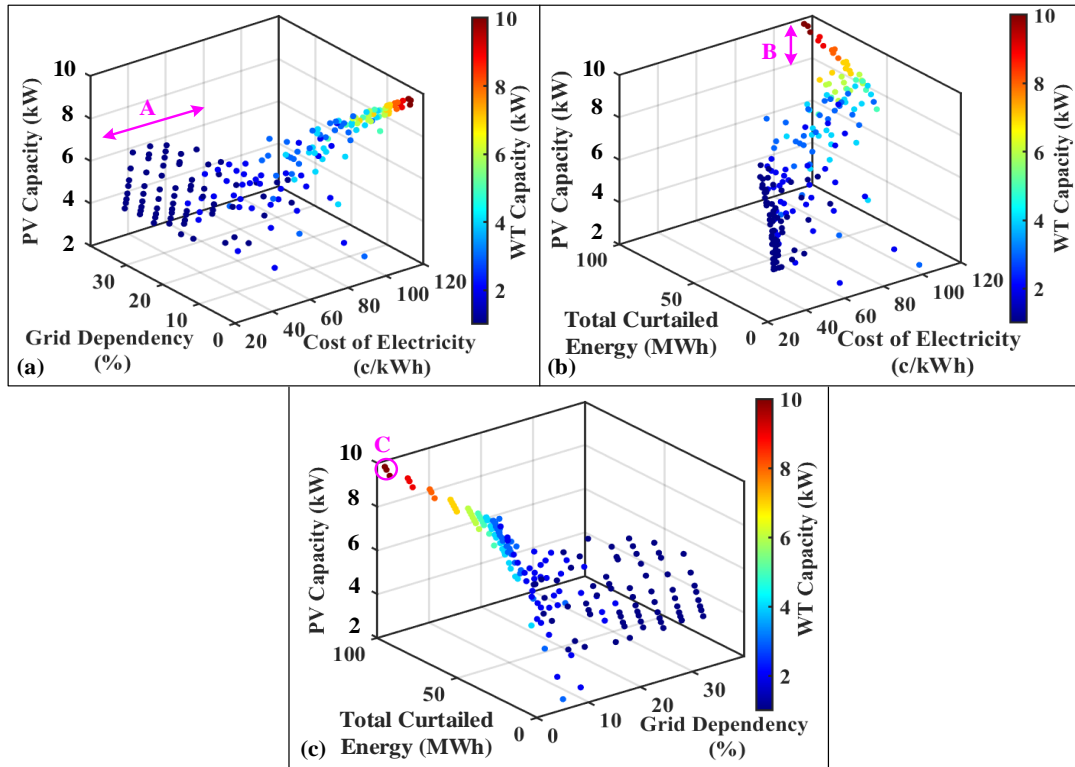 10
8
6
4
2
PV Capacity (kW)
A
30
20
10
0
Grid Dependency
(%)
20
40
60
80
100
120
Cost of Electricity
(c/kWh)
10
8
6
4
2
WT Capacity (kW)
(a)
10
8
6
4
2
PV Capacity (kW)
B
100
50
0
Total Curtailed
Energy (MWh)
20
40
60
80
100
120
Cost of Electricity
(c/kWh)
10
8
6
4
2
WT Capacity (kW)
(b)
C
10
8
6
4
2
PV Capacity (kW)
100
50
0
Total Curtailed
Energy (MWh)
0
10
20
30
Grid Dependency
(%)
10
8
6
4
2
WT Capacity (kW)
(c)